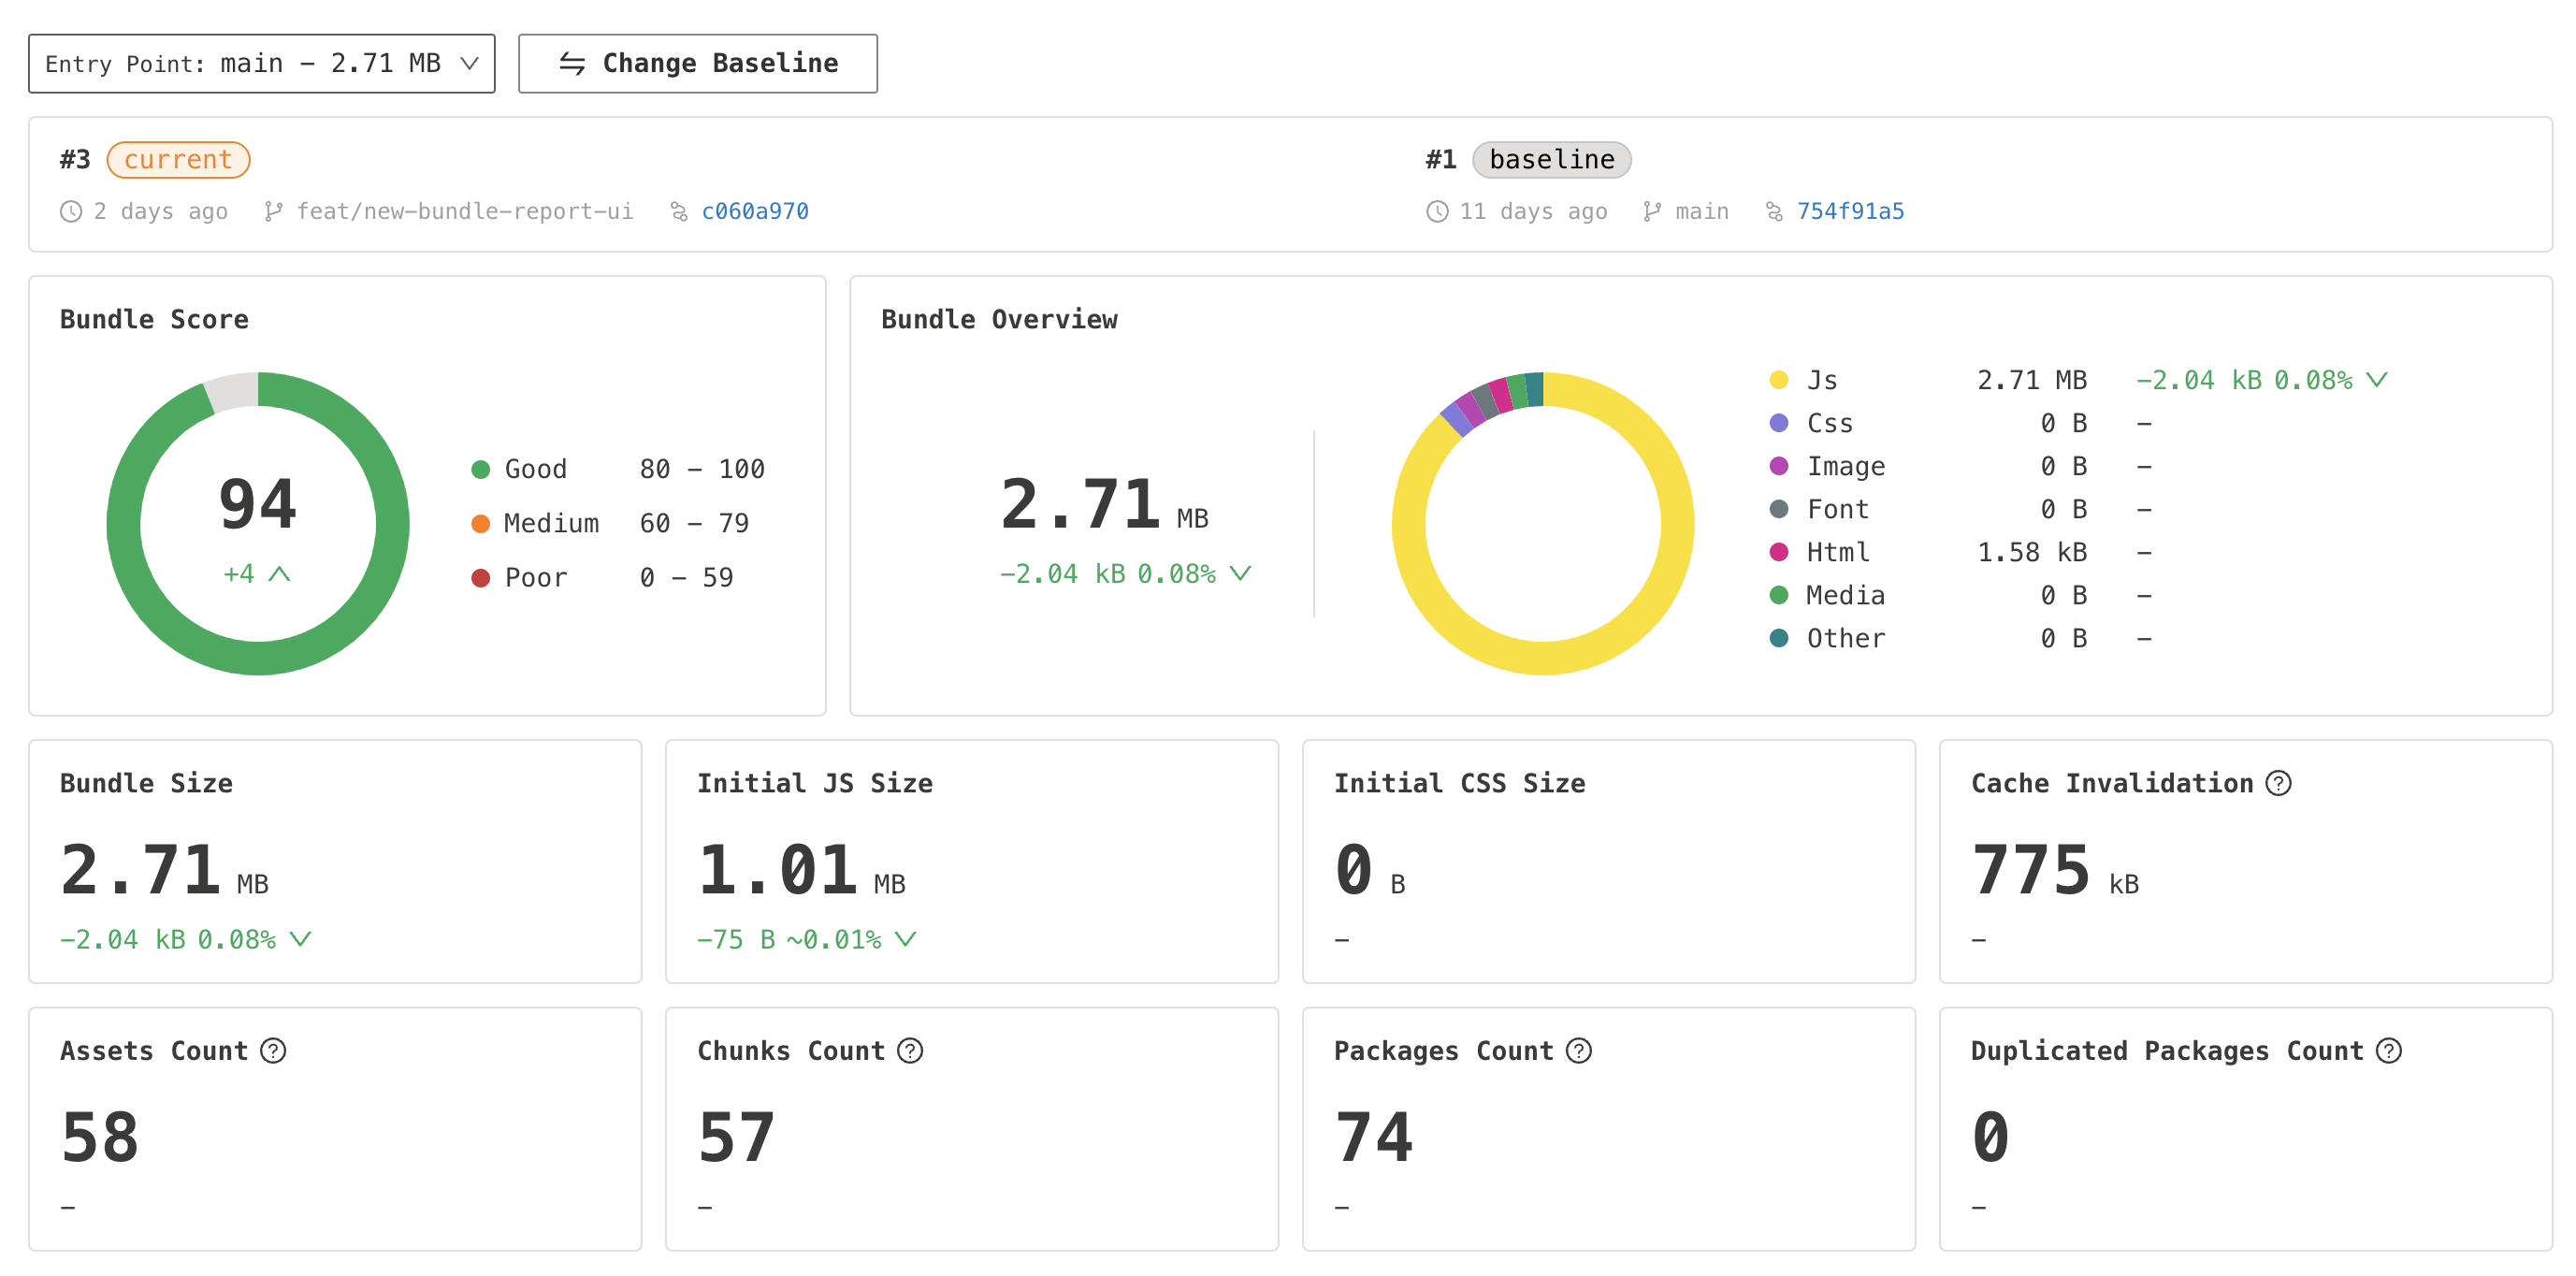 Entry Point: main – 2.71 MB
Change Baseline
#3 current
2 days ago feat/new-bundle-report-ui c060a970
#1 baseline
11 days ago main 754f91a5
Bundle Score
94
+4
Good 80 – 100
Medium 60 – 79
Poor 0 – 59
Bundle Overview
2.71 MB
-2.04 kB 0.08%
Js 2.71 MB -2.04 kB 0.08%
Css 0 B –
Image 0 B –
Font 0 B –
Html 1.58 kB –
Media 0 B –
Other 0 B –
Bundle Size
2.71 MB
-2.04 kB 0.08%
Initial JS Size
1.01 MB
-75 B ~0.01%
Initial CSS Size
0 B
–
Cache Invalidation ?
775 kB
–
Assets Count ?
58
–
Chunks Count ?
57
–
Packages Count ?
74
–
Duplicated Packages Count ?
0
–